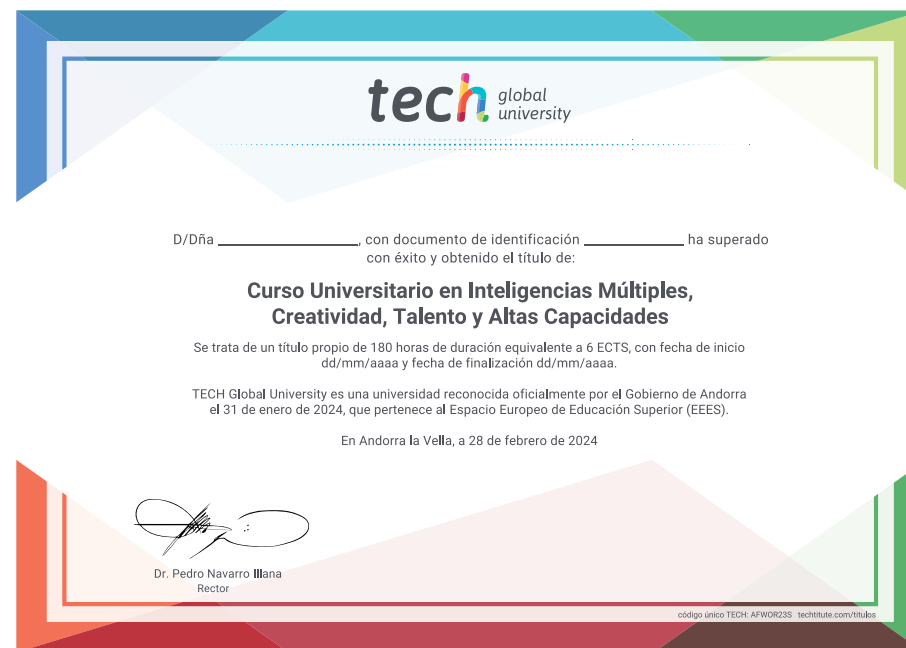 tech global
university
D/Dña ____________________, con documento de identificación ______________ ha superado
con éxito y obtenido el título de:
Curso Universitario en Inteligencias Múltiples,
Creatividad, Talento y Altas Capacidades
Se trata de un título propio de 180 horas de duración equivalente a 6 ECTS, con fecha de inicio
dd/mm/aaaa y fecha de finalización dd/mm/aaaa.
TECH Global University es una universidad reconocida oficialmente por el Gobierno de Andorra
el 31 de enero de 2024, que pertenece al Espacio Europeo de Educación Superior (EEES).
En Andorra la Vella, a 28 de febrero de 2024
Dr. Pedro Navarro Illana
Rector
código único TECH: AFWOR23S techtitute.com/titulos